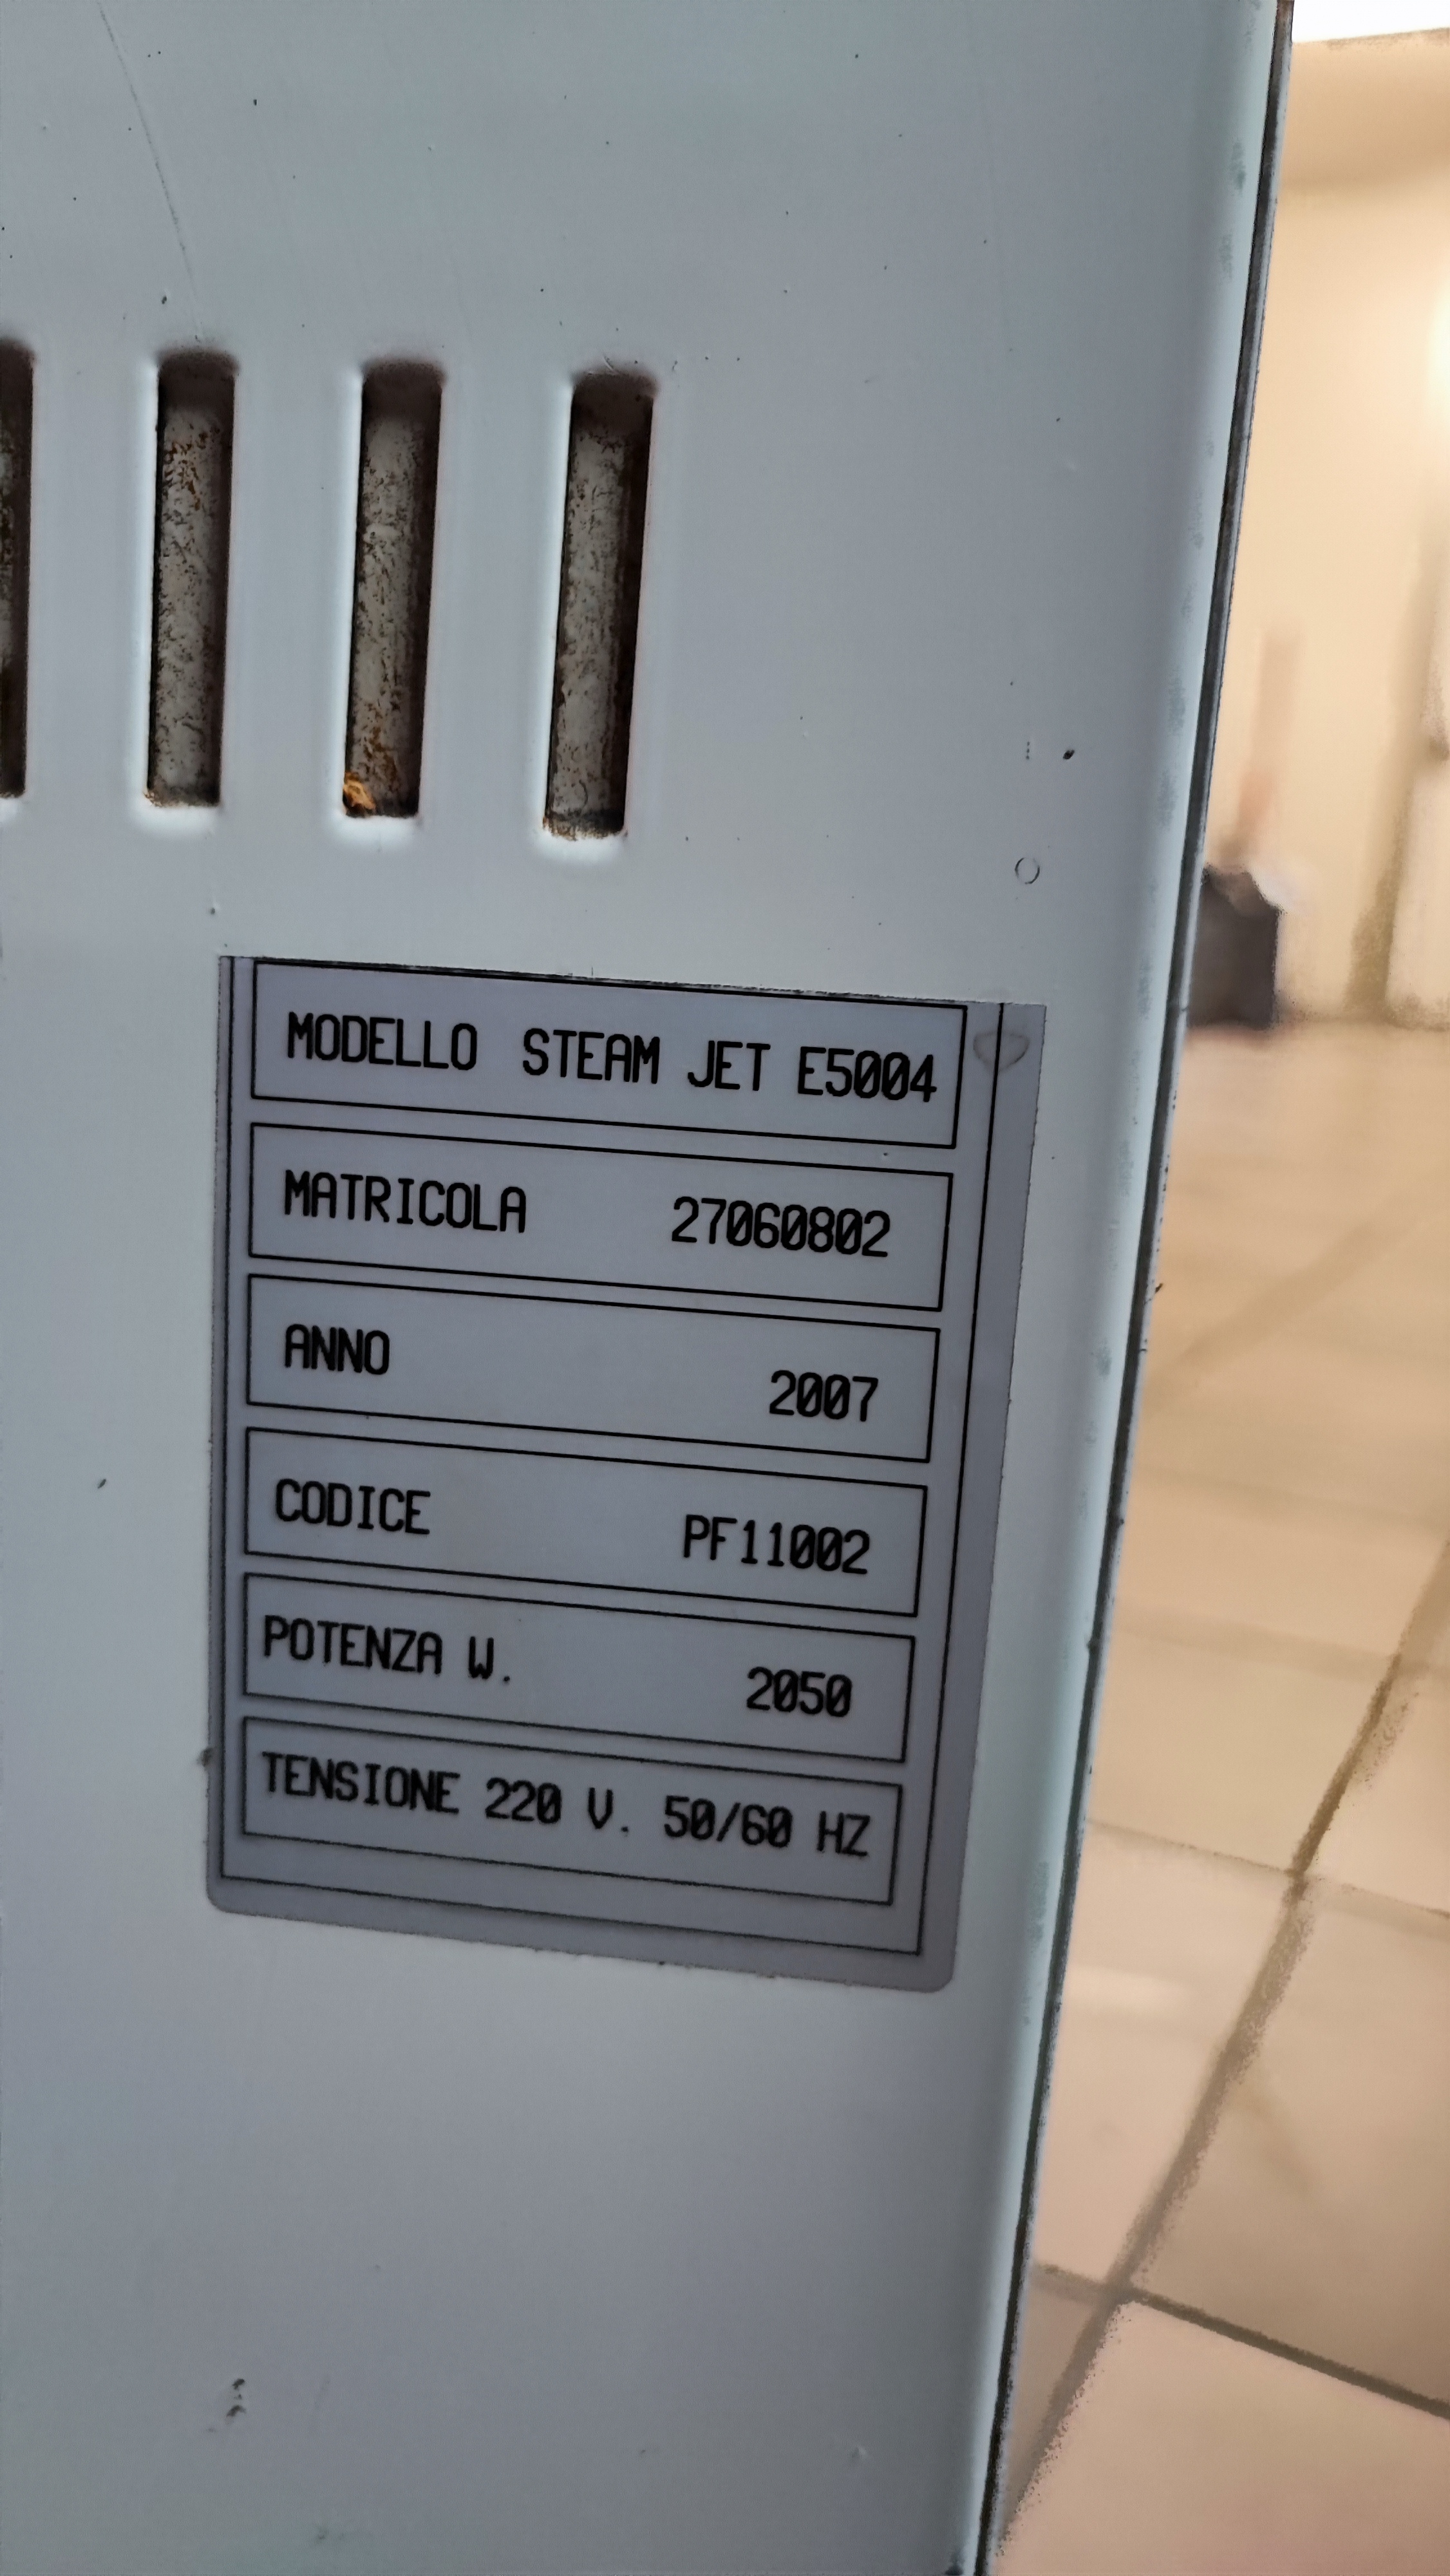 MODELLO STEAM JET E5004
MATRICOLA 27060802
ANNO 2007
CODICE PF11002
POTENZA W. 2050
TENSIONE 220 V. 50/60 HZ